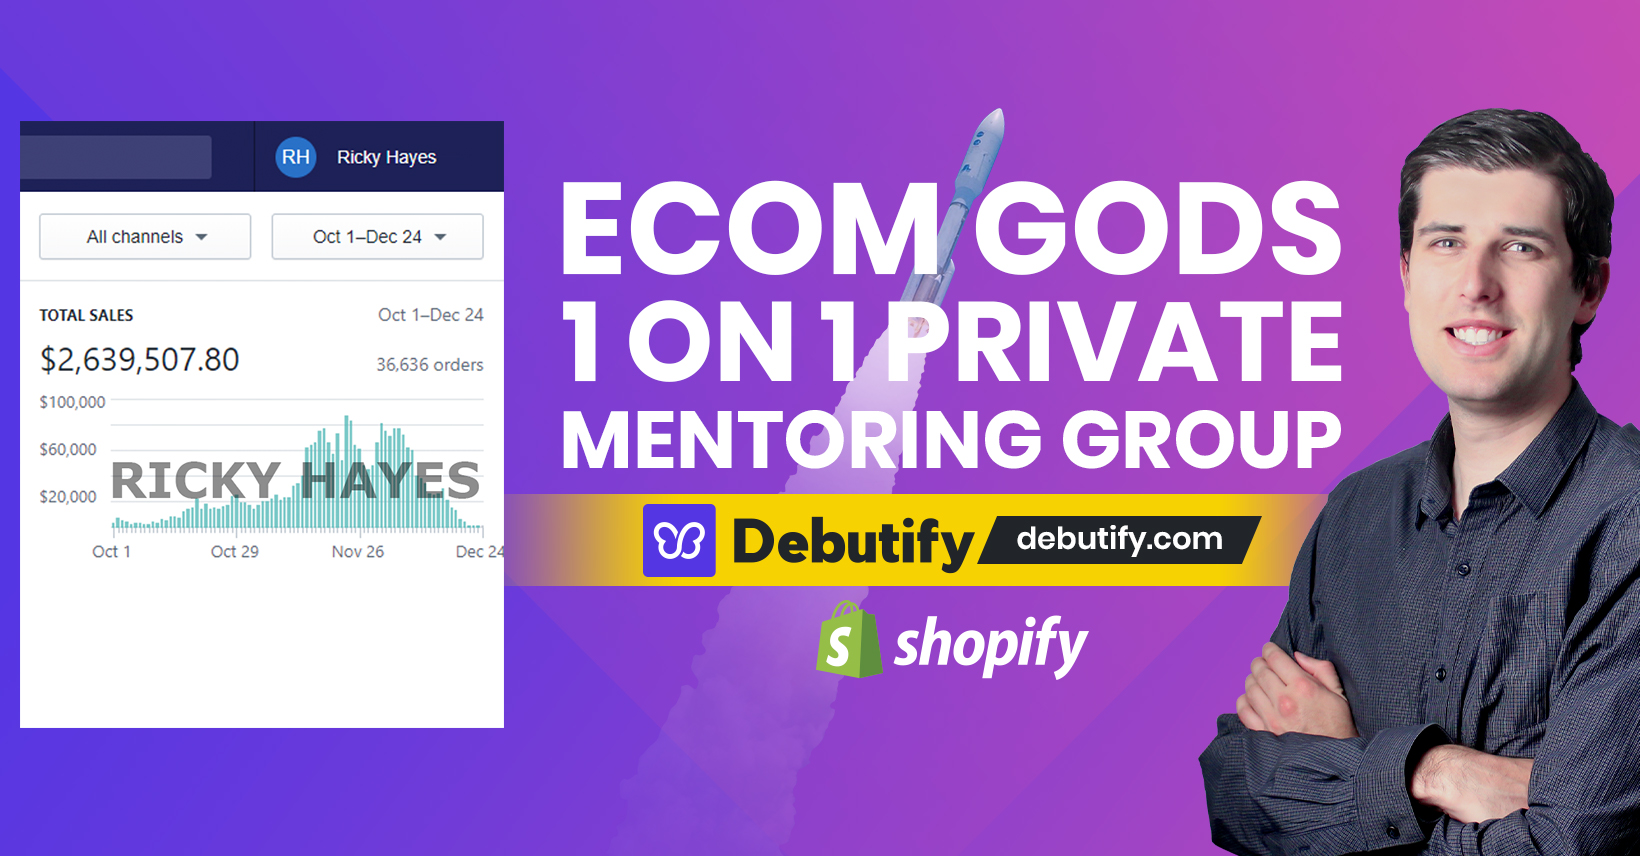 RH Ricky Hayes
All channels
Oct 1–Dec 24
TOTAL SALES
Oct 1–Dec 24
$2,639,507.80
36,636 orders
$100,000
$60,000
$20,000
RICKY HAYES
Oct 1
Oct 29
Nov 26
Dec 24
ECOM GODS
1 ON 1 PRIVATE
MENTORING GROUP
Debutify
debutify.com
S
shopify